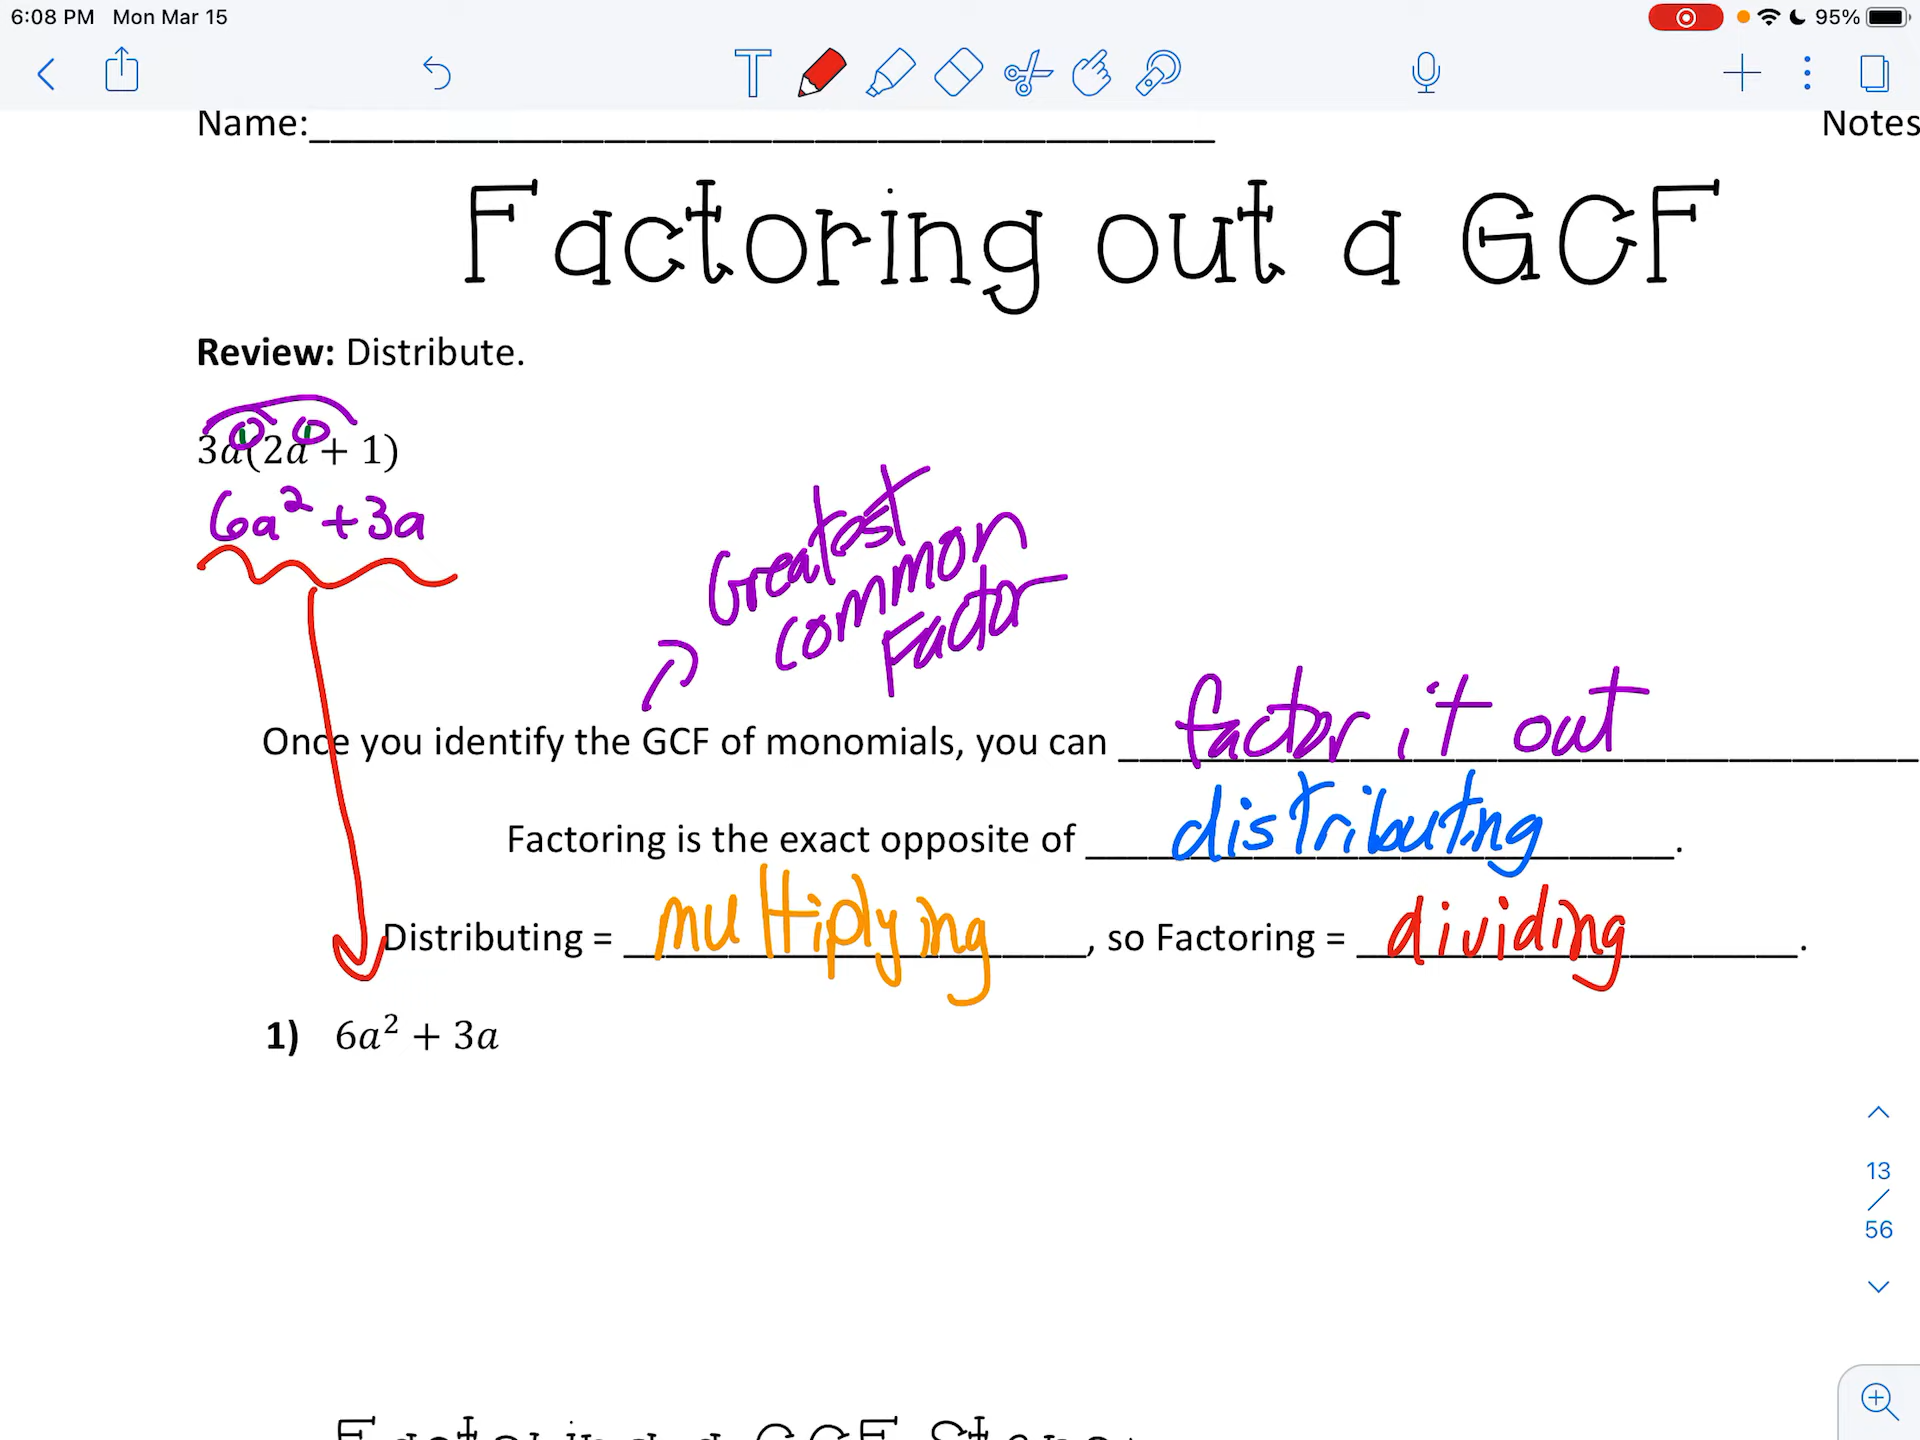 6:08 PM Mon Mar 15 95%
Name:
Notes
Factoring out a GCF
Review: Distribute.
3a(2a + 1)
6a² + 3a
Greatest
common
Factor
Once you identify the GCF of monomials, you can factor it out
Factoring is the exact opposite of distributing.
Distributing = multiplying, so Factoring = dividing.
1) 6a² + 3a
13
/
56